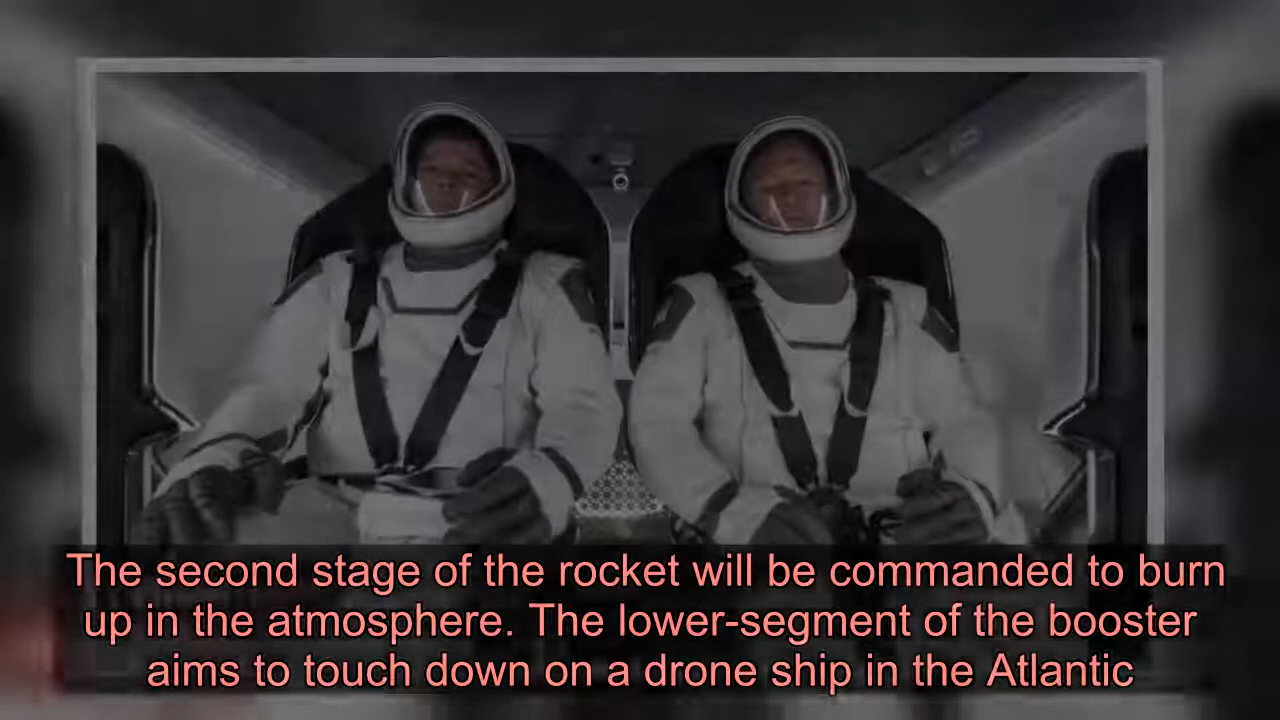 The second stage of the rocket will be commanded to burn
up in the atmosphere. The lower-segment of the booster
aims to touch down on a drone ship in the Atlantic